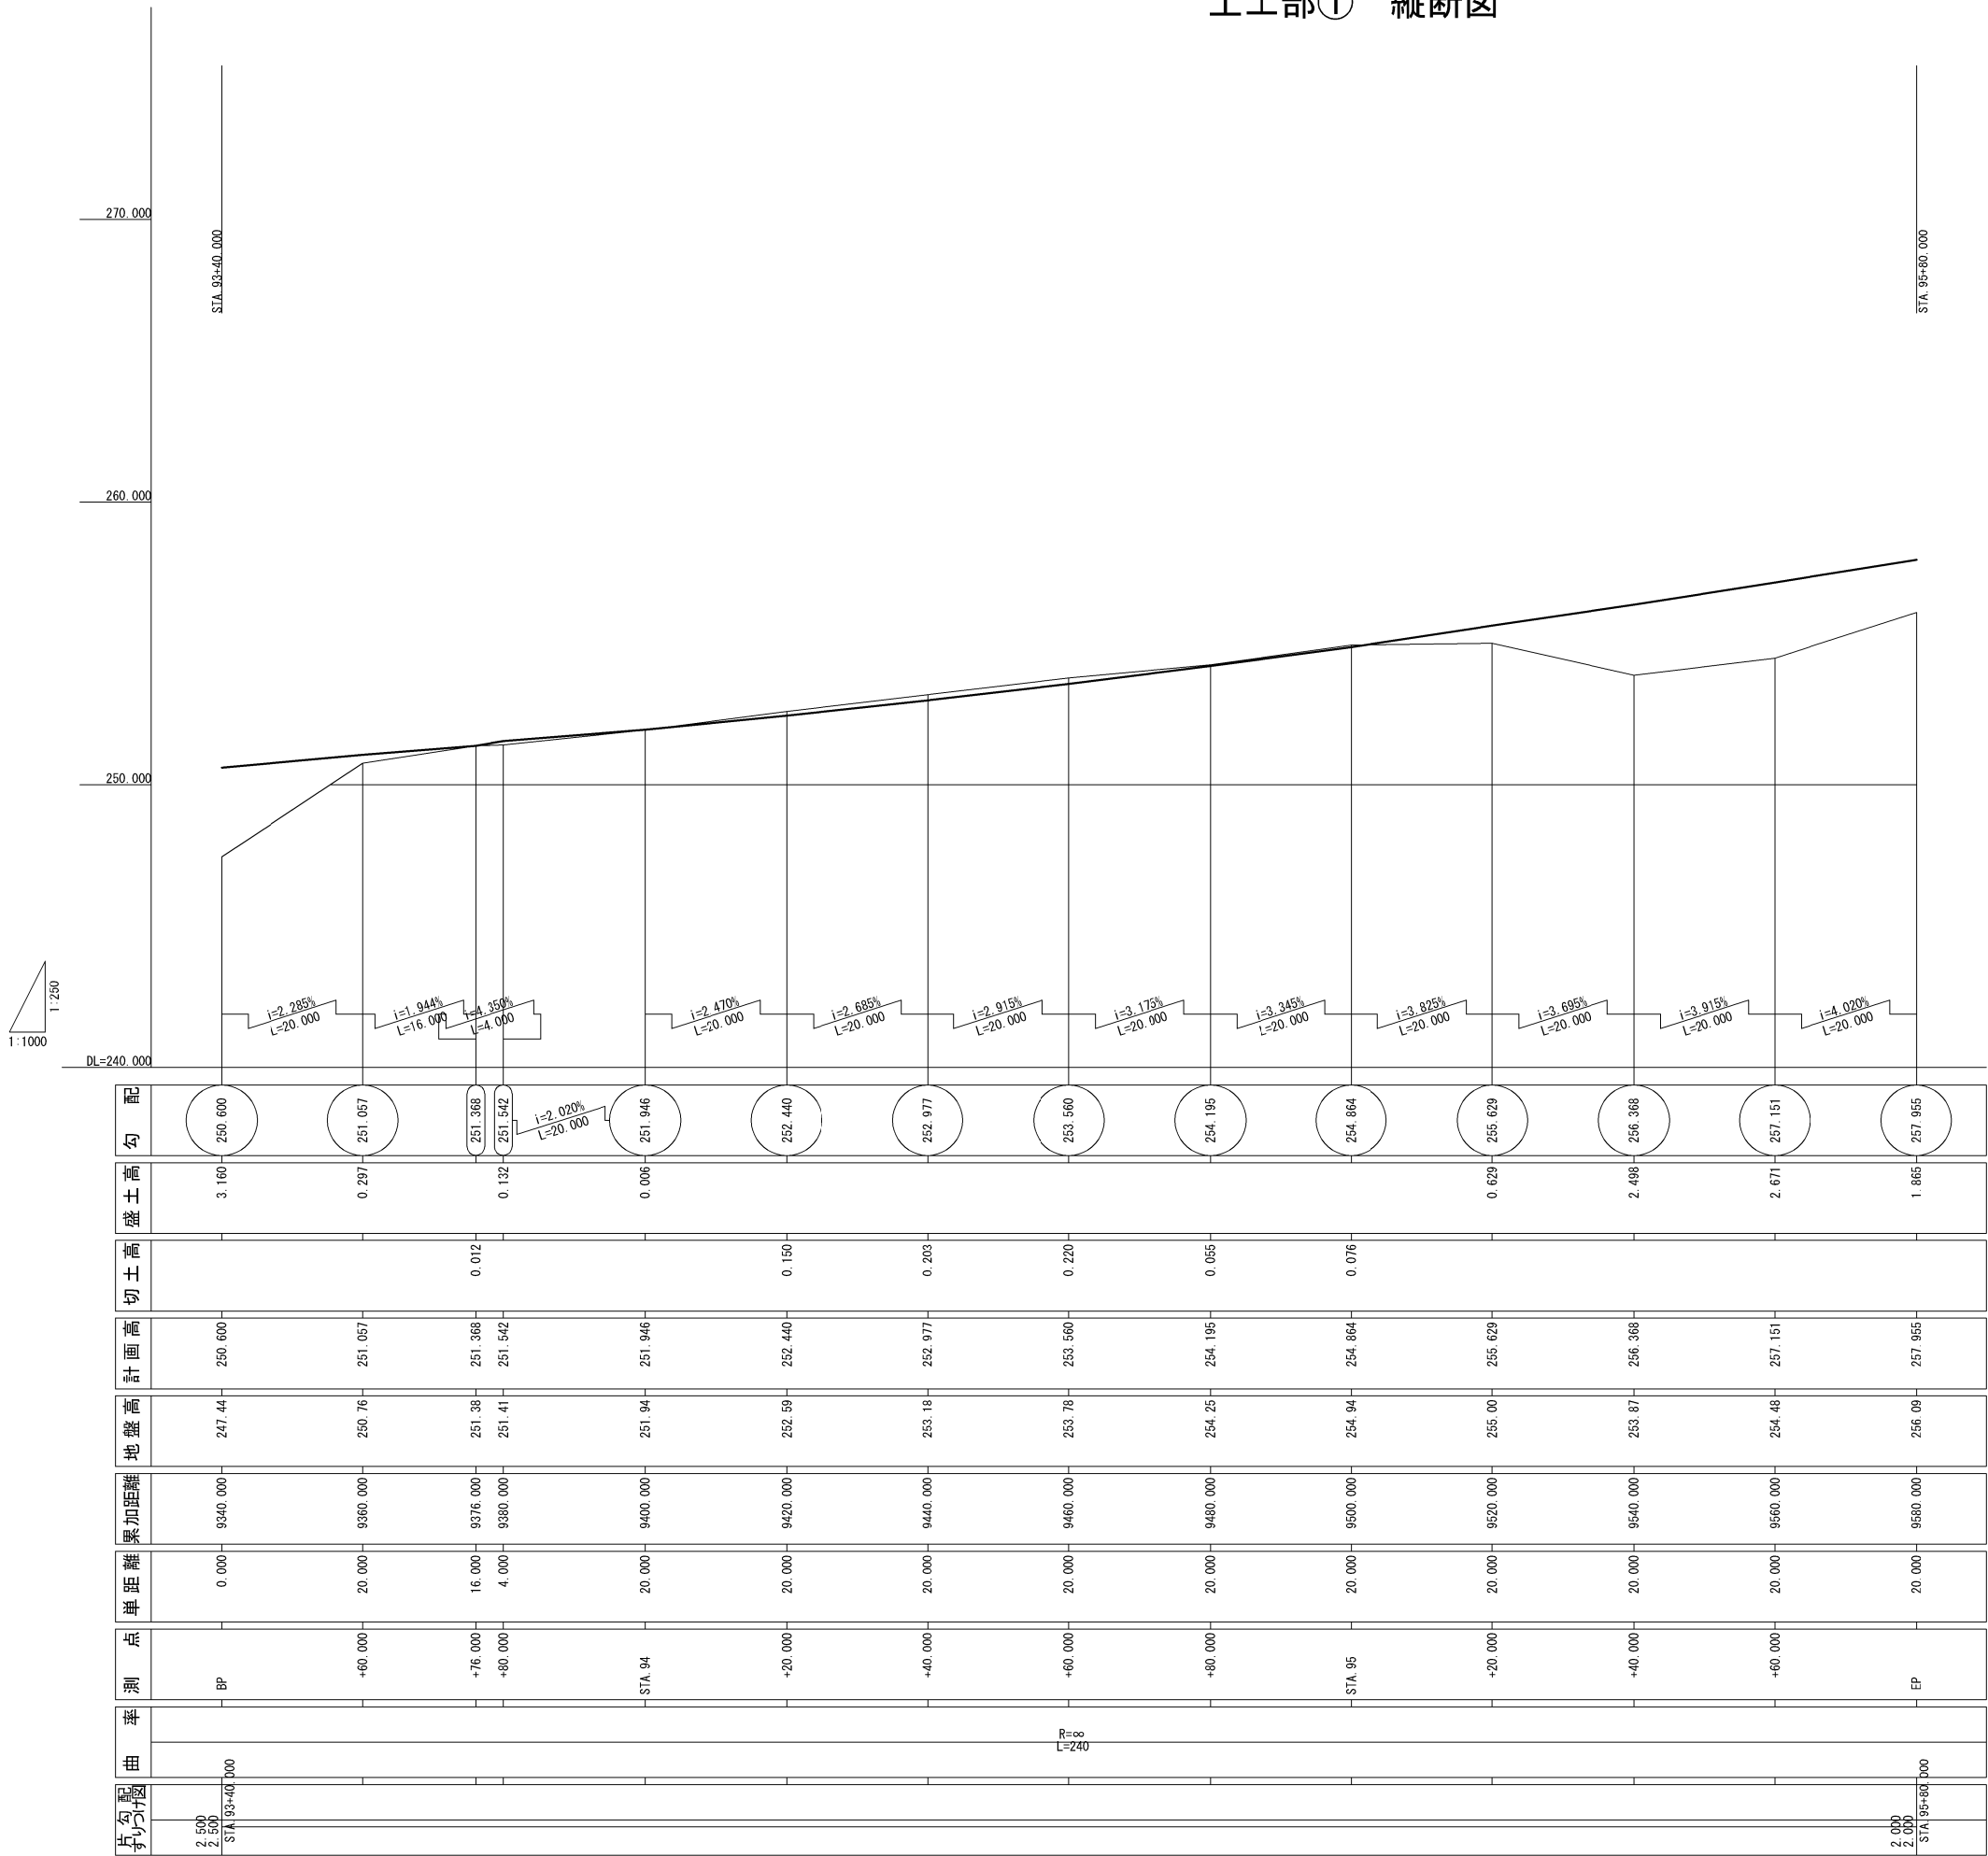 土工部① 縦断図
270.000
260.000
250.000
DL=240.000
STA.93+40.000
STA.95+80.000
1:250
1:1000
i=2.285%
L=20.000
i=1.944%
L=16.000
i=4.350%
L=4.000
i=2.020%
L=20.000
i=2.470%
L=20.000
i=2.685%
L=20.000
i=2.915%
L=20.000
i=3.175%
L=20.000
i=3.345%
L=20.000
i=3.825%
L=20.000
i=3.695%
L=20.000
i=3.915%
L=20.000
i=4.020%
L=20.000
勾配 250.600 251.057 251.368 251.542 251.946 252.440 252.977 253.560 254.195 254.864 255.629 256.368 257.151 257.955
盛土高 3.160 0.297 0.132 0.006 0.629 2.498 2.671 1.865
切土高 0.012 0.150 0.203 0.220 0.055 0.076
計画高 250.600 251.057 251.368 251.542 251.946 252.440 252.977 253.560 254.195 254.864 255.629 256.368 257.151 257.955
地盤高 247.44 250.76 251.38 251.41 251.94 252.59 253.18 253.78 254.25 254.94 255.00 253.87 254.48 256.09
累加距離 9340.000 9360.000 9376.000 9380.000 9400.000 9420.000 9440.000 9460.000 9480.000 9500.000 9520.000 9540.000 9560.000 9580.000
単距離 0.000 20.000 16.000 4.000 20.000 20.000 20.000 20.000 20.000 20.000 20.000 20.000 20.000 20.000
測点 BP +60.000 +76.000 +80.000 STA.94 +20.000 +40.000 +60.000 +80.000 STA.95 +20.000 +40.000 +60.000 EP
曲率
R=∞
L=240
片勾配
すりつけ図
2.500
2.500
STA.93+40.000
2.000
2.000
STA.95+80.000